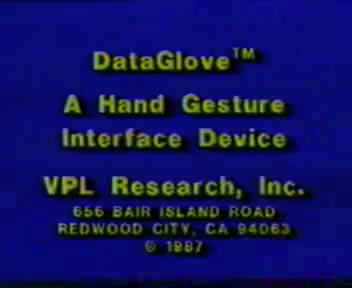 DataGlove™
A Hand Gesture
Interface Device
VPL Research, Inc.
656 BAIR ISLAND ROAD
REDWOOD CITY, CA 94063
© 1987